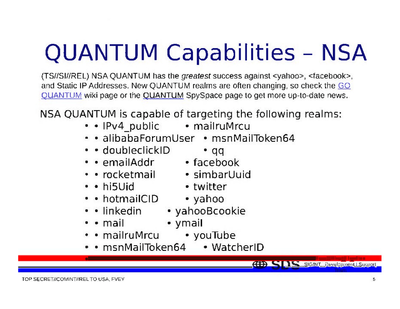 QUANTUM Capabilities – NSA
(TS//SI//REL) NSA QUANTUM has the greatest success against <yahoo>, <facebook>,
and Static IP Addresses. New QUANTUM realms are often changing, so check the GO
QUANTUM wiki page or the QUANTUM SpySpace page to get more up-to-date news.
NSA QUANTUM is capable of targeting the following realms:
• • IPv4_public • mailruMrcu
• • alibabaForumUser • msnMailToken64
• • doubleclickID • qq
• • emailAddr • facebook
• • rocketmail • simbarUuid
• • hi5Uid • twitter
• • hotmailCID • yahoo
• • linkedin • yahooBcookie
• • mail • ymail
• • mailruMrcu • youTube
• • msnMailToken64 • WatcherID
SDS SIGINT Development Support
TOP SECRET//COMINT//REL TO USA, FVEY